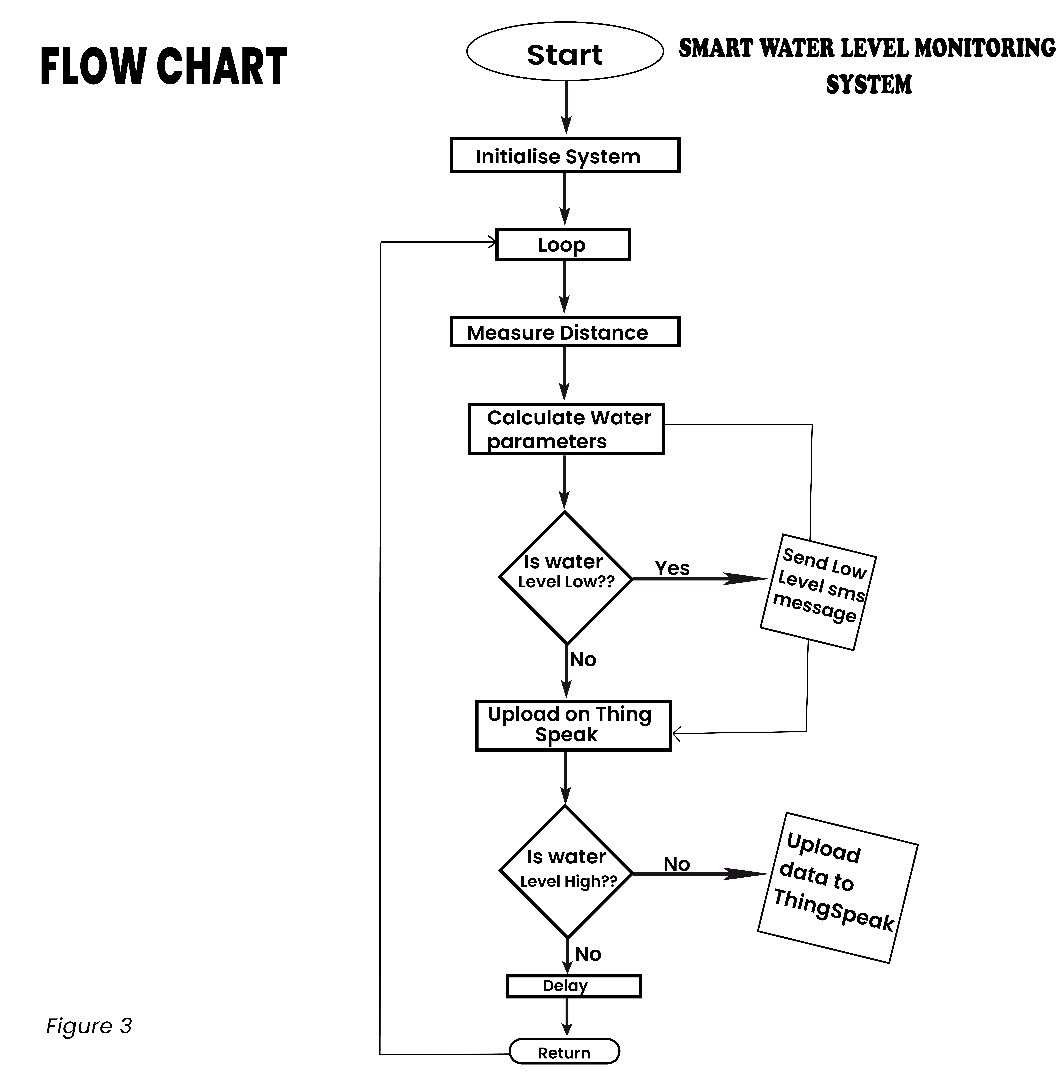 FLOW CHART
SMART WATER LEVEL MONITORING
SYSTEM
Start
Initialise System
Loop
Measure Distance
Calculate Water
parameters
Is water
Level Low??
Yes
Send Low
Level sms
message
No
Upload on Thing
Speak
Is water
Level High??
No
Upload
data to
ThingSpeak
No
Delay
Return
Figure 3